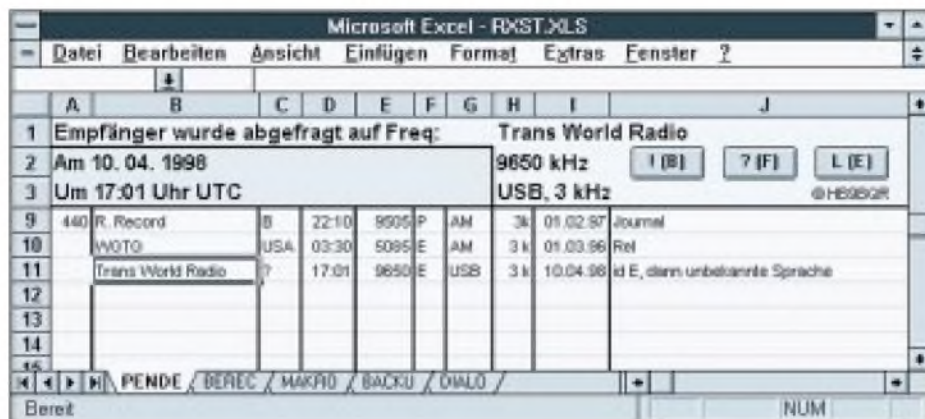 Microsoft Excel - RXST.XLS
Datei Bearbeiten Ansicht Einfügen Format Extras Fenster ?
A B C D E F G H I J
1 Empfänger wurde abgefragt auf Freq: Trans World Radio
2 Am 10. 04. 1998 9650 kHz ! (B) ? (F) L (E)
3 Um 17:01 Uhr UTC USB, 3 kHz @HB9BGR
9 440 R. Record B 22:10 9505 P AM 3k 01.02.97 Journal
10 WOTO USA 03:30 5085 E AM 3 k 01.03.96 Rel
11 Trans World Radio ? 17:01 9650 E USB 3 k 10.04.98 id E, dann unbekannte Sprache
12
13
14
15
PENDE BEREC MAKRO BACKU DIALO
Bereit NUM